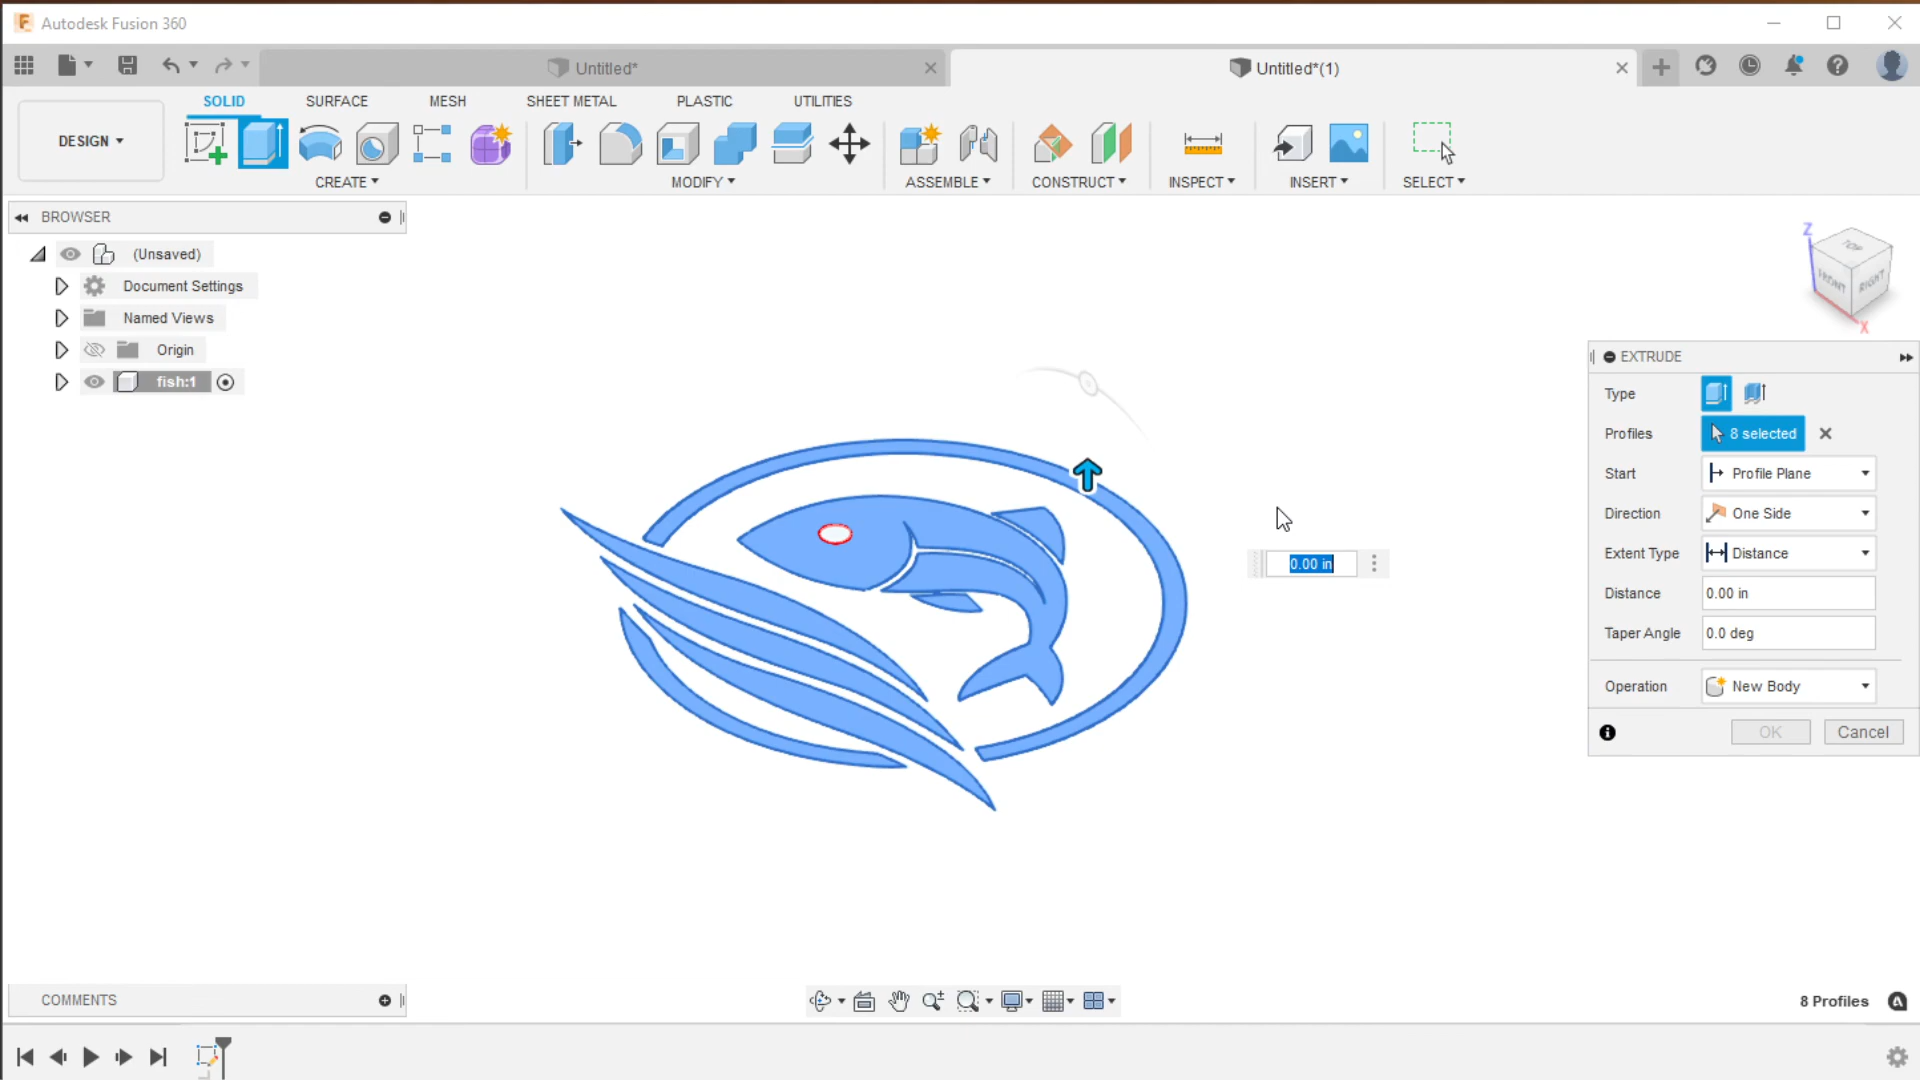 Autodesk Fusion 360
Untitled*
Untitled*(1)
SOLID SURFACE MESH SHEET METAL PLASTIC UTILITIES
DESIGN
CREATE MODIFY ASSEMBLE CONSTRUCT INSPECT INSERT SELECT
BROWSER
(Unsaved)
Document Settings
Named Views
Origin
fish:1
Z
TOP
FRONT RIGHT
X
EXTRUDE
Type
Profiles 8 selected
Start Profile Plane
Direction One Side
Extent Type Distance
0.00 in
Distance 0.00 in
Taper Angle 0.0 deg
Operation New Body
OK Cancel
COMMENTS
8 Profiles